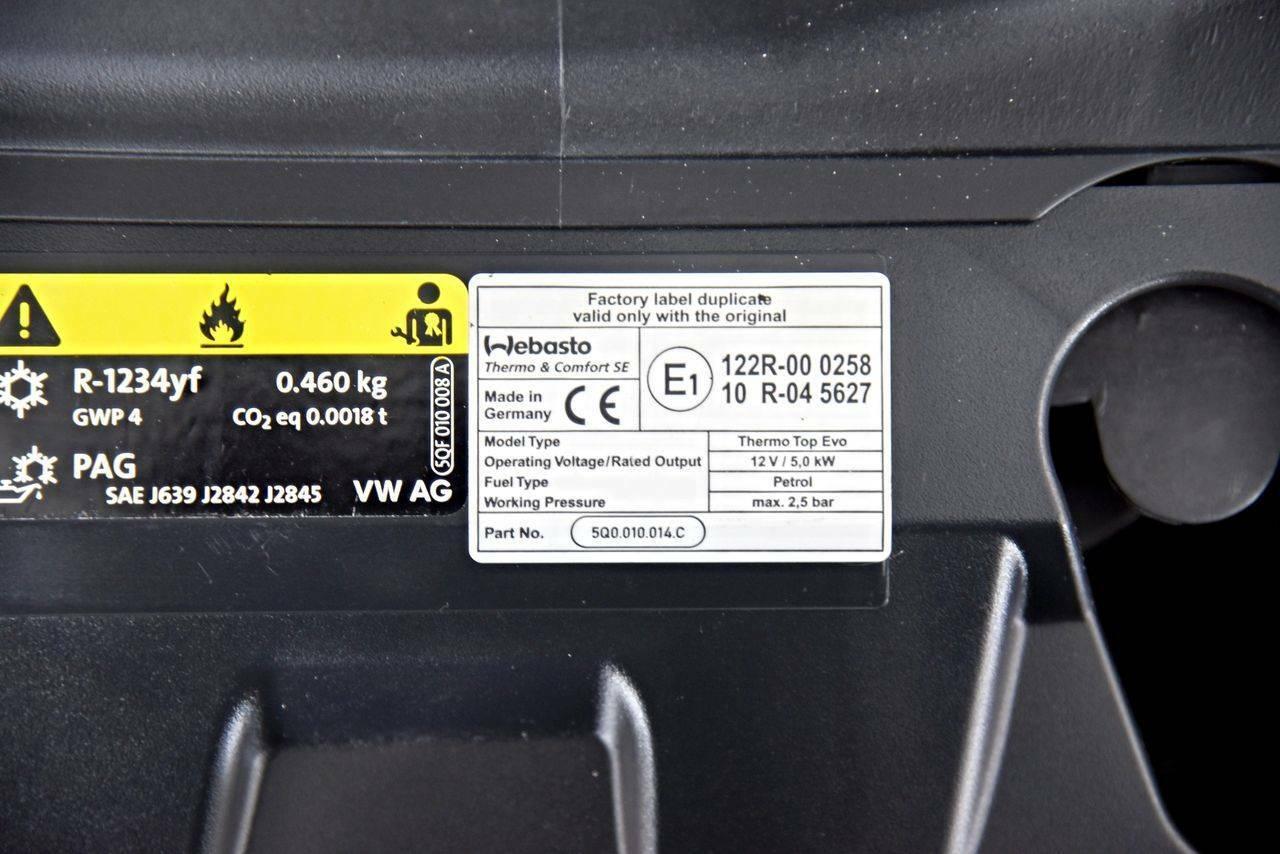 R-1234yf 0.460 kg
GWP 4 CO₂ eq 0.0018 t
PAG
SAE J639 J2842 J2845 VW AG
5QF 010 008 A
Factory label duplicate
valid only with the original
Webasto
Thermo & Comfort SE
Made in
Germany
CE
E1
122R-00 0258
10 R-04 5627
Model Type Thermo Top Evo
Operating Voltage/Rated Output 12 V / 5,0 kW
Fuel Type Petrol
Working Pressure max. 2,5 bar
Part No. 5Q0.010.014.C